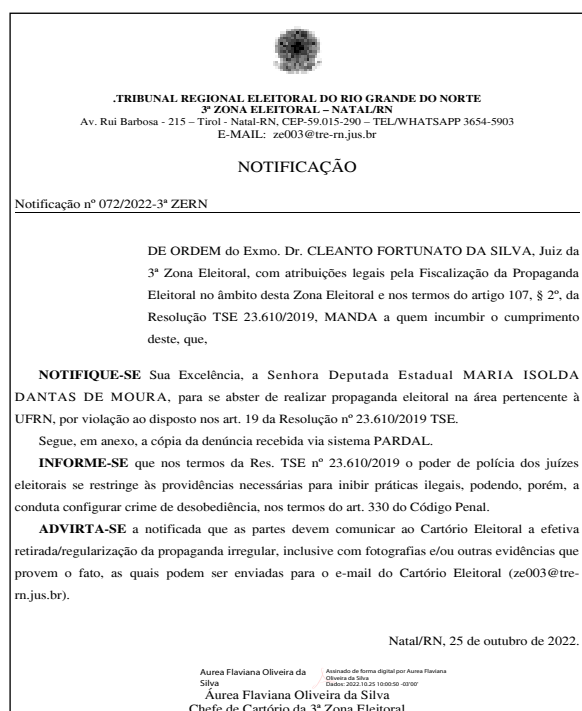 .TRIBUNAL REGIONAL ELEITORAL DO RIO GRANDE DO NORTE
3ª ZONA ELEITORAL – NATAL/RN
Av. Rui Barbosa - 215 – Tirol - Natal-RN, CEP-59.015-290 – TEL/WHATSAPP 3654-5903
E-MAIL: ze003@tre-rn.jus.br
NOTIFICAÇÃO
Notificação nº 072/2022-3ª ZERN
DE ORDEM do Exmo. Dr. CLEANTO FORTUNATO DA SILVA, Juiz da
3ª Zona Eleitoral, com atribuições legais pela Fiscalização da Propaganda
Eleitoral no âmbito desta Zona Eleitoral e nos termos do artigo 107, § 2º, da
Resolução TSE 23.610/2019, MANDA a quem incumbir o cumprimento
deste, que,
NOTIFIQUE-SE Sua Excelência, a Senhora Deputada Estadual MARIA ISOLDA
DANTAS DE MOURA, para se abster de realizar propaganda eleitoral na área pertencente à
UFRN, por violação ao disposto nos art. 19 da Resolução nº 23.610/2019 TSE.
Segue, em anexo, a cópia da denúncia recebida via sistema PARDAL.
INFORME-SE que nos termos da Res. TSE nº 23.610/2019 o poder de polícia dos juízes
eleitorais se restringe às providências necessárias para inibir práticas ilegais, podendo, porém, a
conduta configurar crime de desobediência, nos termos do art. 330 do Código Penal.
ADVIRTA-SE a notificada que as partes devem comunicar ao Cartório Eleitoral a efetiva
retirada/regularização da propaganda irregular, inclusive com fotografias e/ou outras evidências que
provem o fato, as quais podem ser enviadas para o e-mail do Cartório Eleitoral (ze003@tre-
rn.jus.br).
Natal/RN, 25 de outubro de 2022.
Aurea Flaviana Oliveira da
Silva
Assinado de forma digital por Aurea Flaviana
Oliveira da Silva
Dados: 2022.10.25 10:00:50 -03'00'
Áurea Flaviana Oliveira da Silva
Chefe de Cartório da 3ª Zona Eleitoral